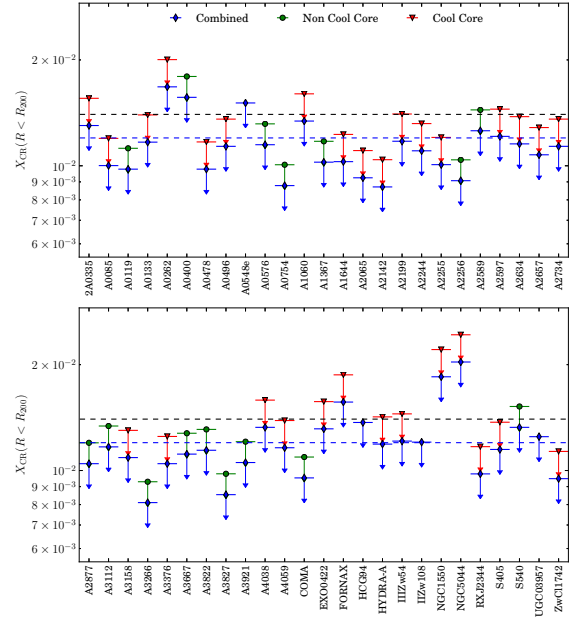 Combined Non Cool Core Cool Core
2 × 10⁻²
10⁻²
9 × 10⁻³
8 × 10⁻³
7 × 10⁻³
6 × 10⁻³
X_CR(R < R_200)
2A0335 A0085 A0119 A0133 A0262 A0400 A0478 A0496 A0548e A0576 A0754 A1060 A1367 A1644 A2065 A2142 A2199 A2244 A2255 A2256 A2589 A2597 A2634 A2657 A2734
2 × 10⁻²
10⁻²
9 × 10⁻³
8 × 10⁻³
7 × 10⁻³
6 × 10⁻³
X_CR(R < R_200)
A2877 A3112 A3158 A3266 A3376 A3667 A3822 A3827 A3921 A4038 A4059 COMA EXO0422 FORNAX HCG94 HYDRA-A IIIZw54 IIZw108 NGC1550 NGC5044 RXJ2344 S405 S540 UGC03957 ZwCl1742